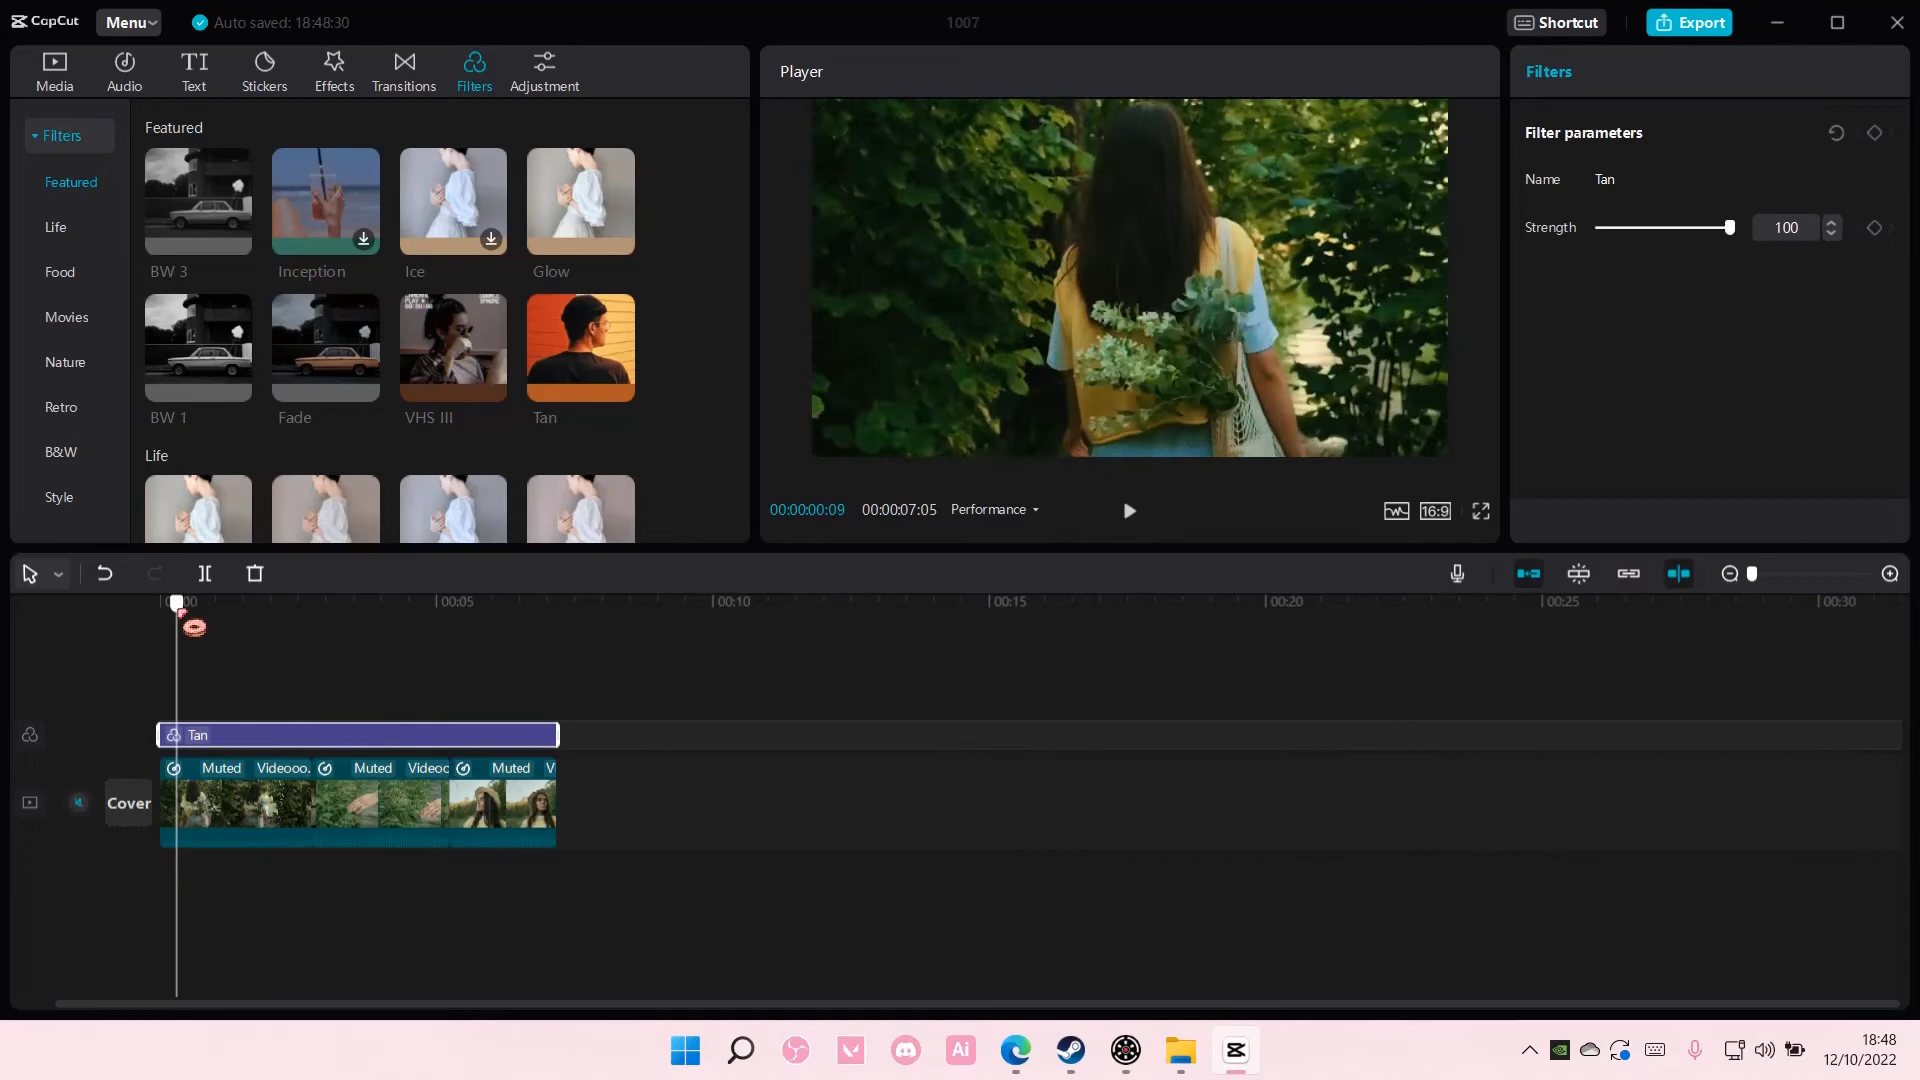 CapCut
Menu
Auto saved: 18:48:30
1007
Shortcut
Export
Media
Audio
TI
Text
Stickers
Effects
Transitions
Filters
Adjustment
Filters
Featured
Life
Food
Movies
Nature
Retro
B&W
Style
Featured
BW 3
Inception
Ice
Glow
BW 1
Fade
VHS III
Tan
Life
Player
00:00:00:09
00:00:07:05
Performance
16:9
Filters
Filter parameters
Name
Tan
Strength
100
00:05
00:10
00:15
00:20
00:25
00:30
Tan
Cover
Muted Videooo.
Muted Videoo
Muted V
Ai
18:48
12/10/2022